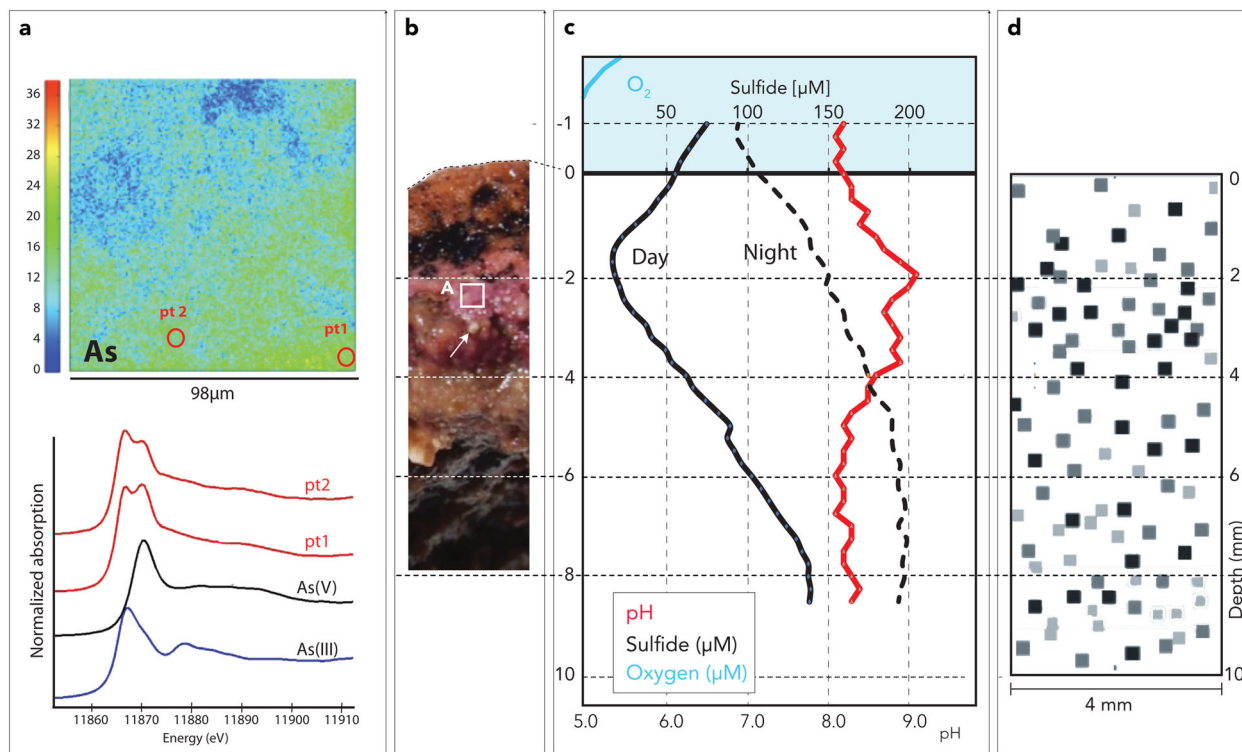 a
36
32
28
24
20
16
12
8
4
0
pt 2
pt1
As
98µm
Normalized absorption
pt2
pt1
As(V)
As(III)
11860 11870 11880 11890 11900 11910
Energy (eV)
b
A
c
O₂
Sulfide [µM]
50 100 150 200
-1
0
Day
Night
2
4
6
8
10
pH
Sulfide (µM)
Oxygen (µM)
5.0 6.0 7.0 8.0 9.0
pH
d
0
2
4
6
8
10
Depth (mm)
4 mm